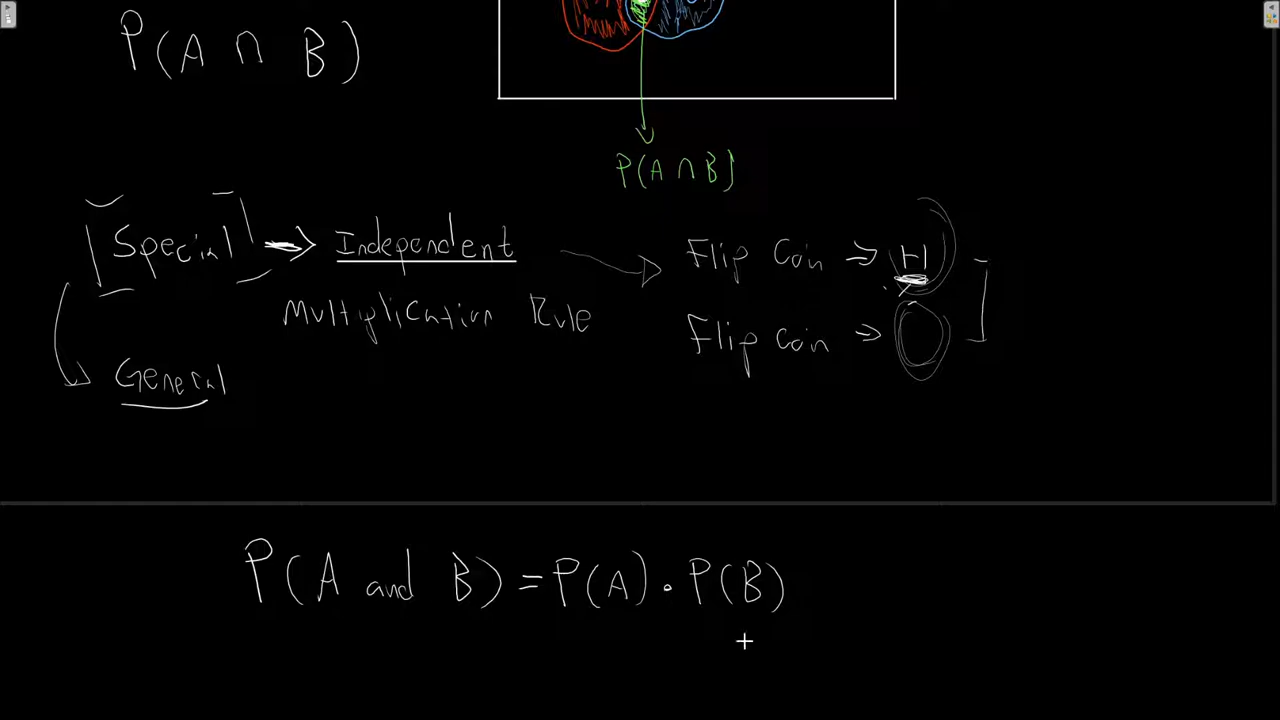 P(A ∩ B)
P(A ∩ B)
Special → Independent
Multiplication Rule
General
Flip Coin → H
Flip Coin →
P(A and B) = P(A) · P(B)